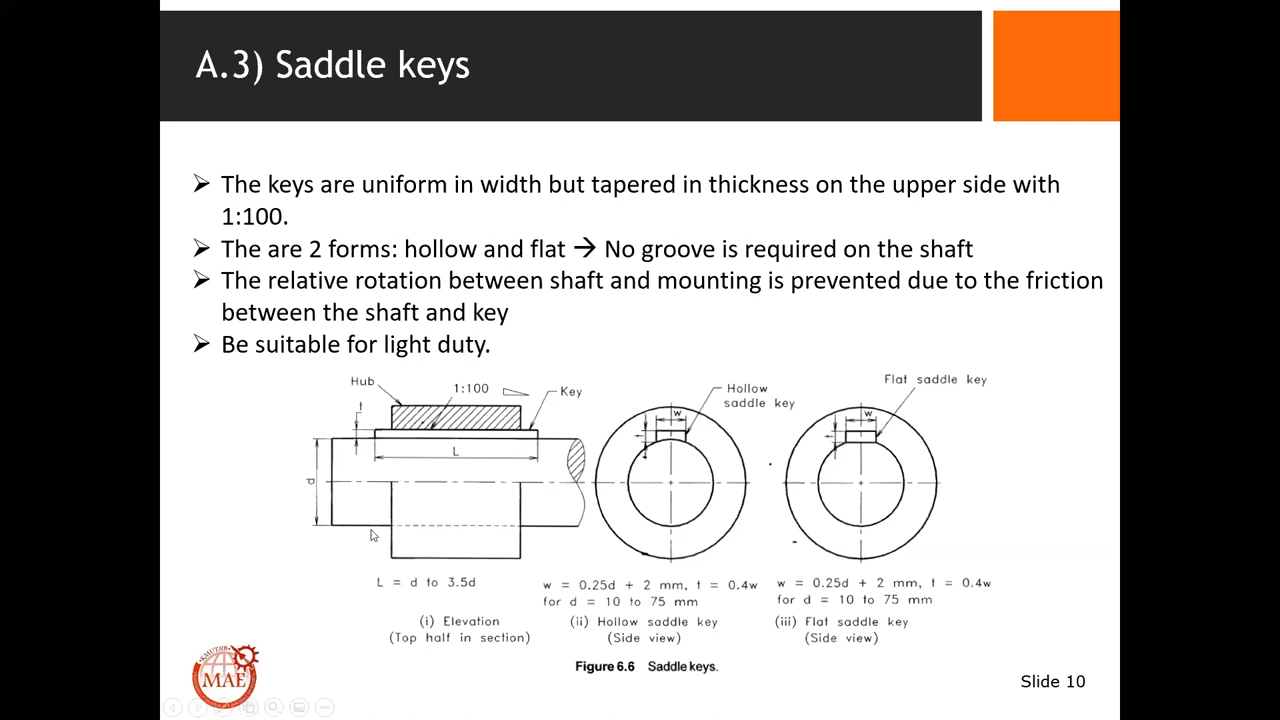 A.3) Saddle keys
The keys are uniform in width but tapered in thickness on the upper side with
1:100.
The are 2 forms: hollow and flat → No groove is required on the shaft
The relative rotation between shaft and mounting is prevented due to the friction
between the shaft and key
Be suitable for light duty.
Hub
1:100
Key
t
L
d
w
t
Hollow
saddle key
w
t
Flat saddle key
L = d to 3.5d
(i) Elevation
(Top half in section)
w = 0.25d + 2 mm, t = 0.4w
for d = 10 to 75 mm
(ii) Hollow saddle key
(Side view)
w = 0.25d + 2 mm, t = 0.4w
for d = 10 to 75 mm
(iii) Flat saddle key
(Side view)
Figure 6.6 Saddle keys.
KMUTNB
MAE
Slide 10